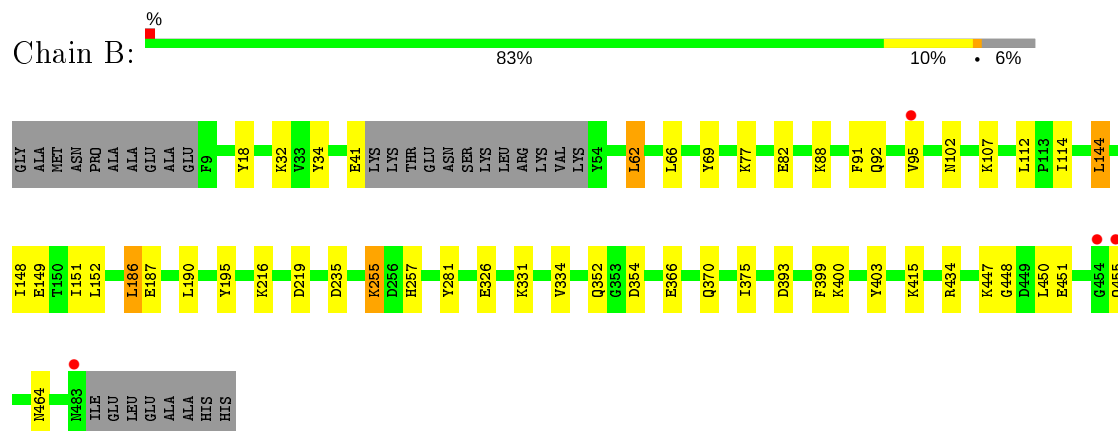 %
Chain B:
83% 10% • 6%
GLY ALA MET ASN PRO ALA ALA GLU ALA GLU F9 Y18 K32 V33 Y34 E41 LYS LYS THR GLU ASN SER LYS LEU ARG LYS VAL LYS Y54 L62 L66 Y69 K77 E82 K88 F91 Q92 V95 N102 K107 L112 P113 I114 L144
I148 E149 T150 I151 L152 L186 E187 L190 Y195 K216 D219 D235 K255 D256 H257 Y281 E326 K331 V334 Q352 G353 D354 E366 Q370 I375 D393 F399 K400 Y403 K415 R434 K447 G448 D449 L450 E451 G454 Q455
N464 N483 ILE GLU LEU GLU ALA ALA HIS HIS